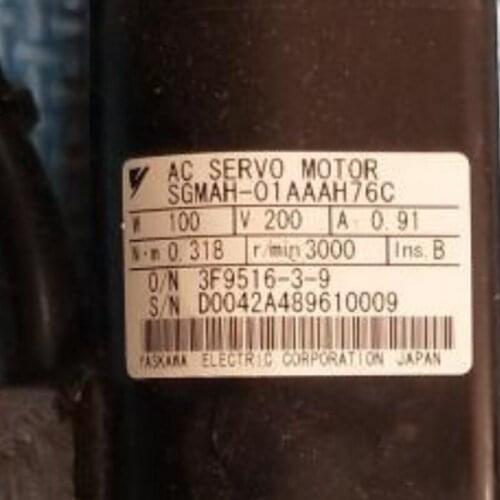 AC SERVO MOTOR
SGMAH-01AAAH76C
W 100 V 200 A 0.91
N·m 0.318 r/min 3000 Ins. B
O/N 3F9516-3-9
S/N D0042A489610009
YASKAWA ELECTRIC CORPORATION JAPAN